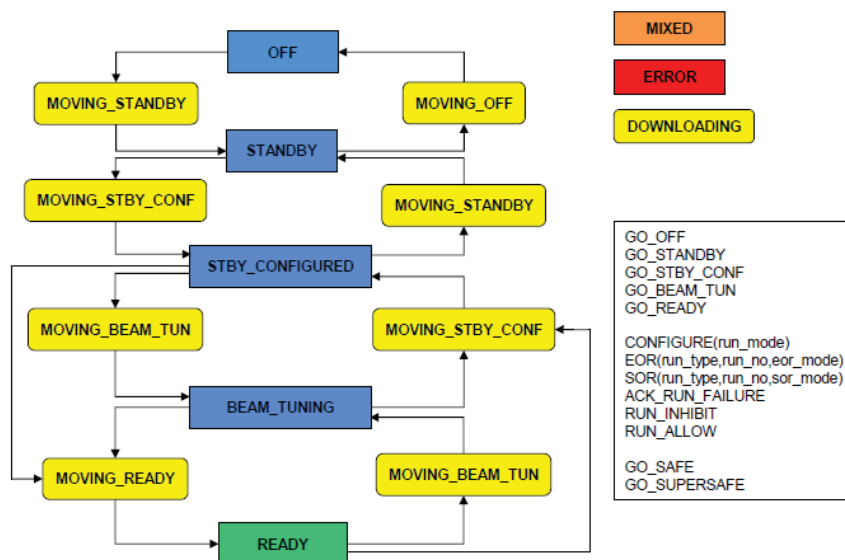 OFF
MOVING_STANDBY
MOVING_OFF
STANDBY
MOVING_STBY_CONF
MOVING_STANDBY
STBY_CONFIGURED
MOVING_BEAM_TUN
MOVING_STBY_CONF
BEAM_TUNING
MOVING_READY
MOVING_BEAM_TUN
READY
MIXED
ERROR
DOWNLOADING
GO_OFF
GO_STANDBY
GO_STBY_CONF
GO_BEAM_TUN
GO_READY
CONFIGURE(run_mode)
EOR(run_type,run_no,eor_mode)
SOR(run_type,run_no,sor_mode)
ACK_RUN_FAILURE
RUN_INHIBIT
RUN_ALLOW
GO_SAFE
GO_SUPERSAFE